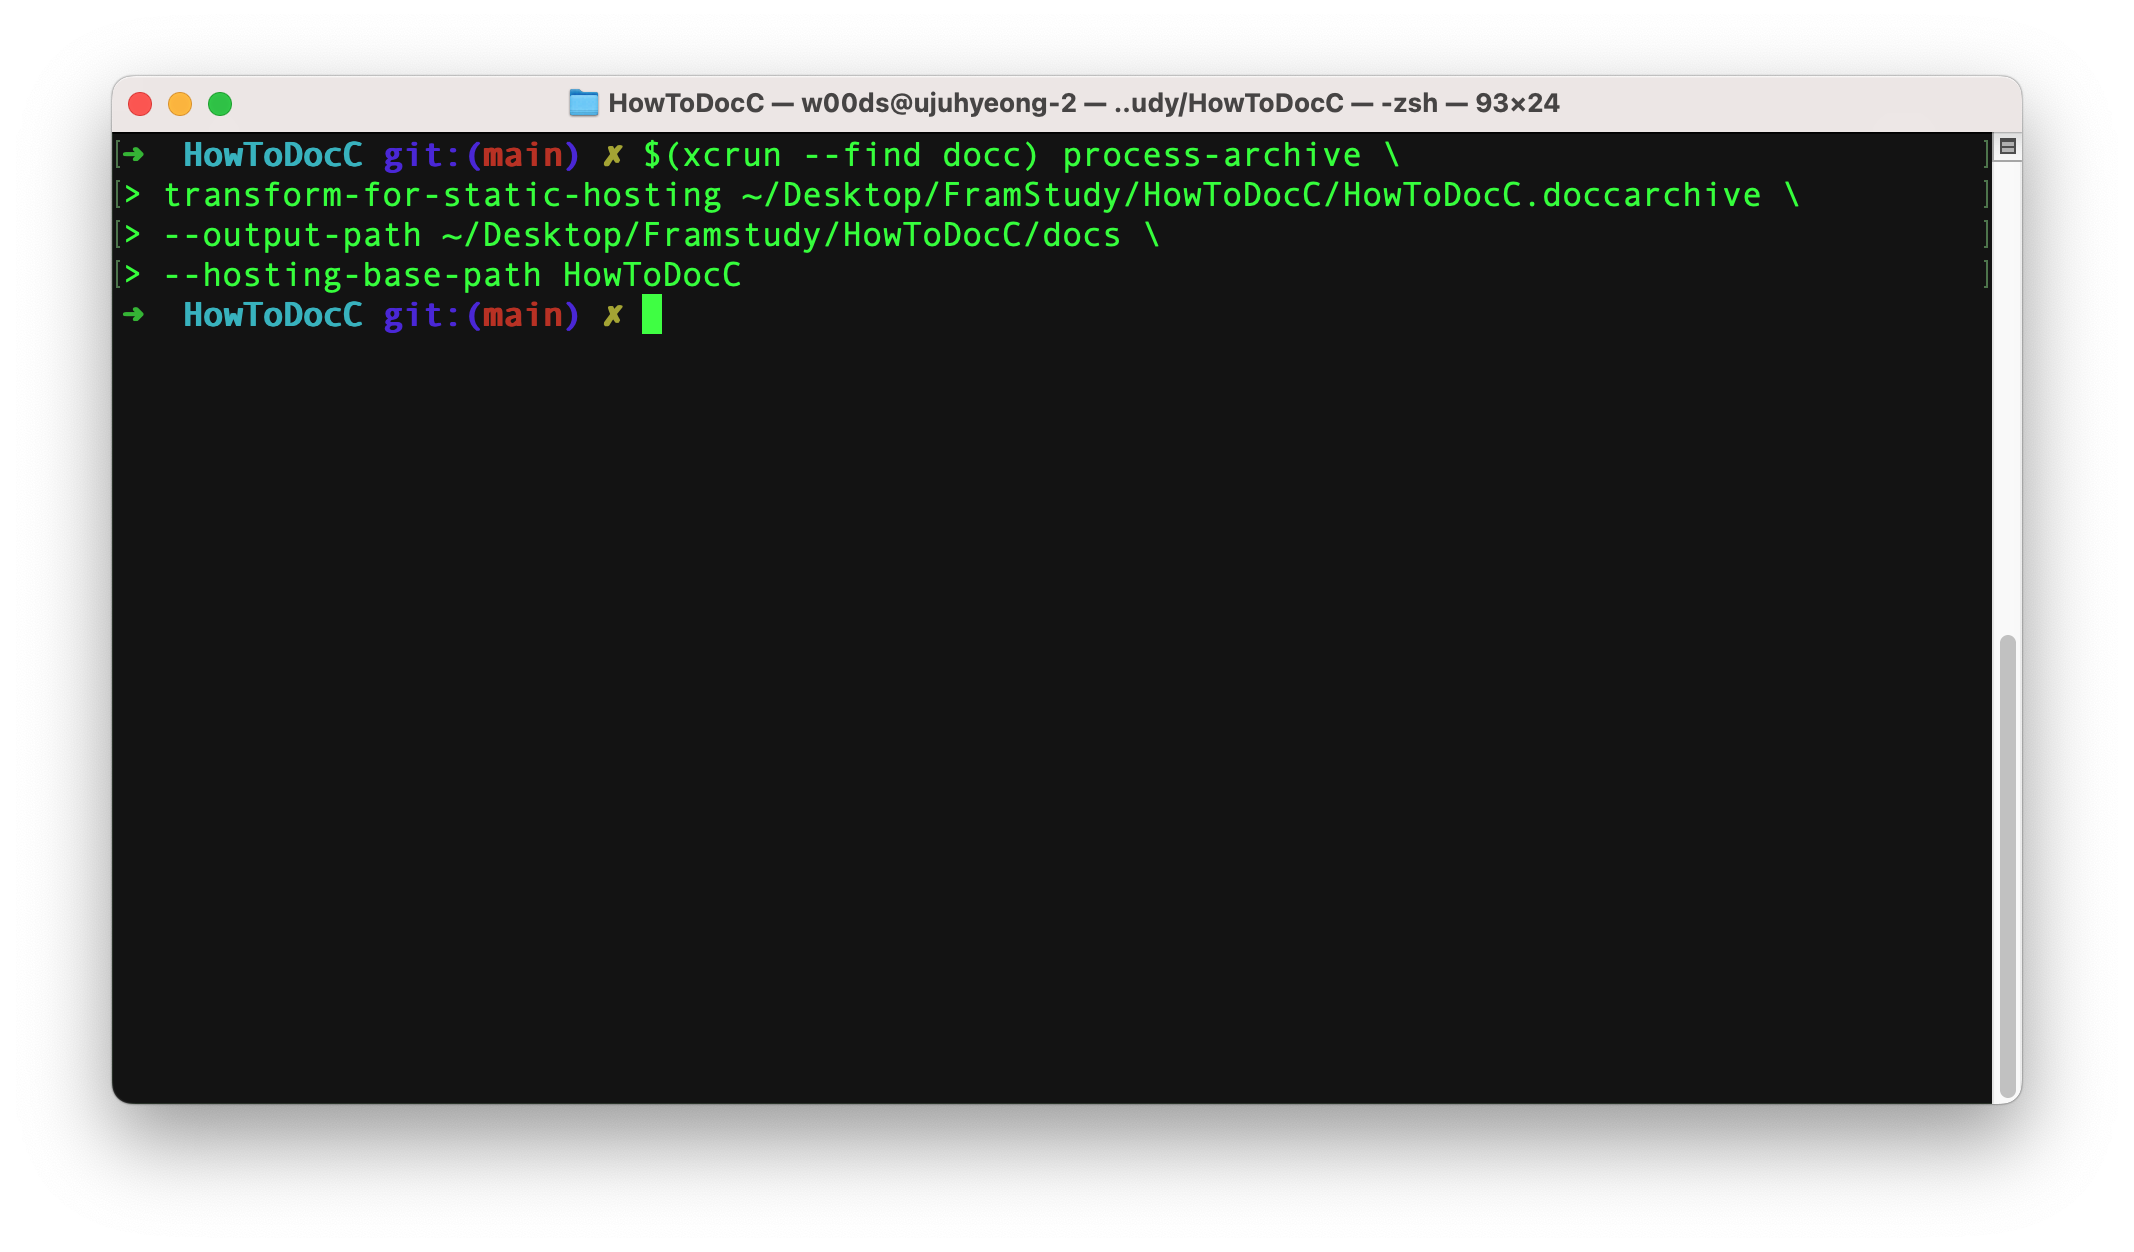 HowToDocC — w00ds@ujuhyeong-2 — ..udy/HowToDocC — -zsh — 93×24
[➜  HowToDocC git:(main) ✗ $(xcrun --find docc) process-archive \ ]
[> transform-for-static-hosting ~/Desktop/FramStudy/HowToDocC/HowToDocC.doccarchive \ ]
[> --output-path ~/Desktop/Framstudy/HowToDocC/docs \ ]
[> --hosting-base-path HowToDocC ]
➜  HowToDocC git:(main) ✗